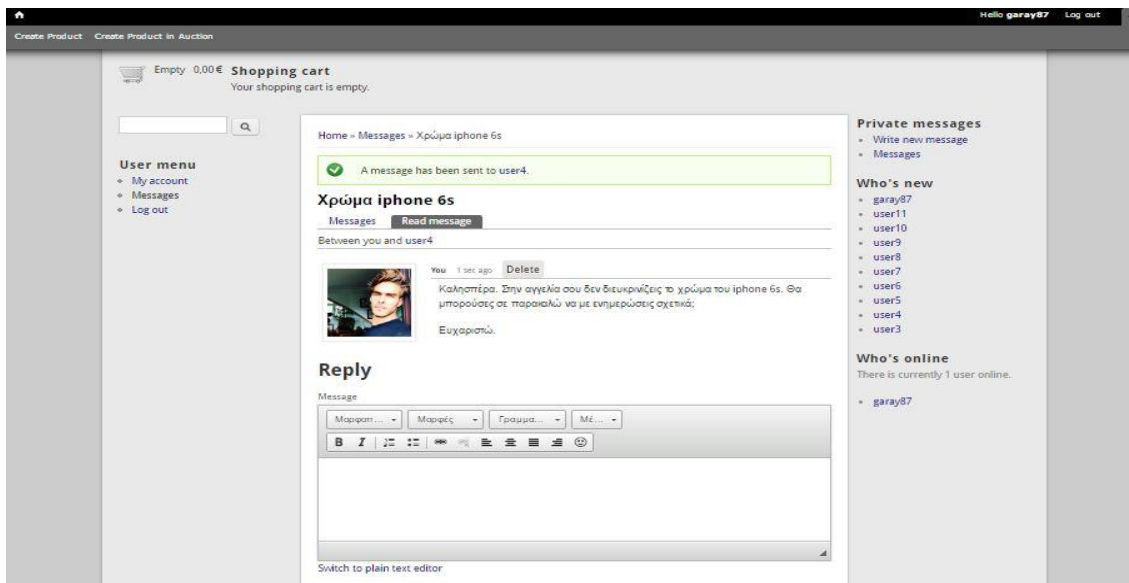 Hello garay87 Log out
Create Product Create Product in Auction
Empty 0,00 € Shopping cart
Your shopping cart is empty.
User menu
My account
Messages
Log out
Home » Messages » Χρώμα iphone 6s
A message has been sent to user4.
Χρώμα iphone 6s
Messages Read message
Between you and user4
You 1 sec ago Delete
Καλησπέρα. Στην αγγελία σου δεν διευκρινίζεις το χρώμα του iphone 6s. Θα
μπορούσες σε παρακαλώ να με ενημερώσεις σχετικά;
Ευχαριστώ.
Reply
Message
Μορφοπ... Μορφές Γραμμα... Μέ...
B I
Switch to plain text editor
Private messages
Write new message
Messages
Who's new
garay87
user11
user10
user9
user8
user7
user6
user5
user4
user3
Who's online
There is currently 1 user online.
garay87